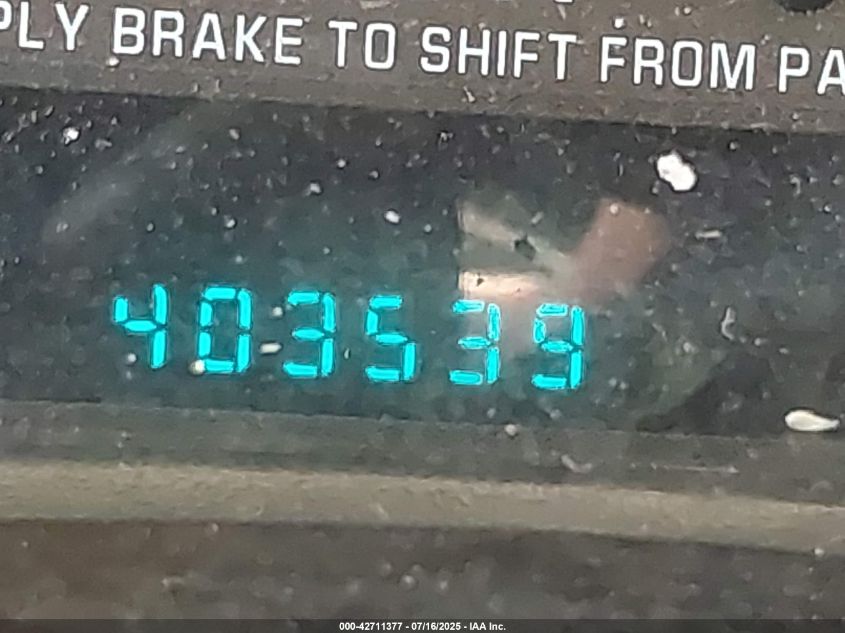 PLY BRAKE TO SHIFT FROM PA
403539
000-42711377 - 07/16/2025 - IAA Inc.